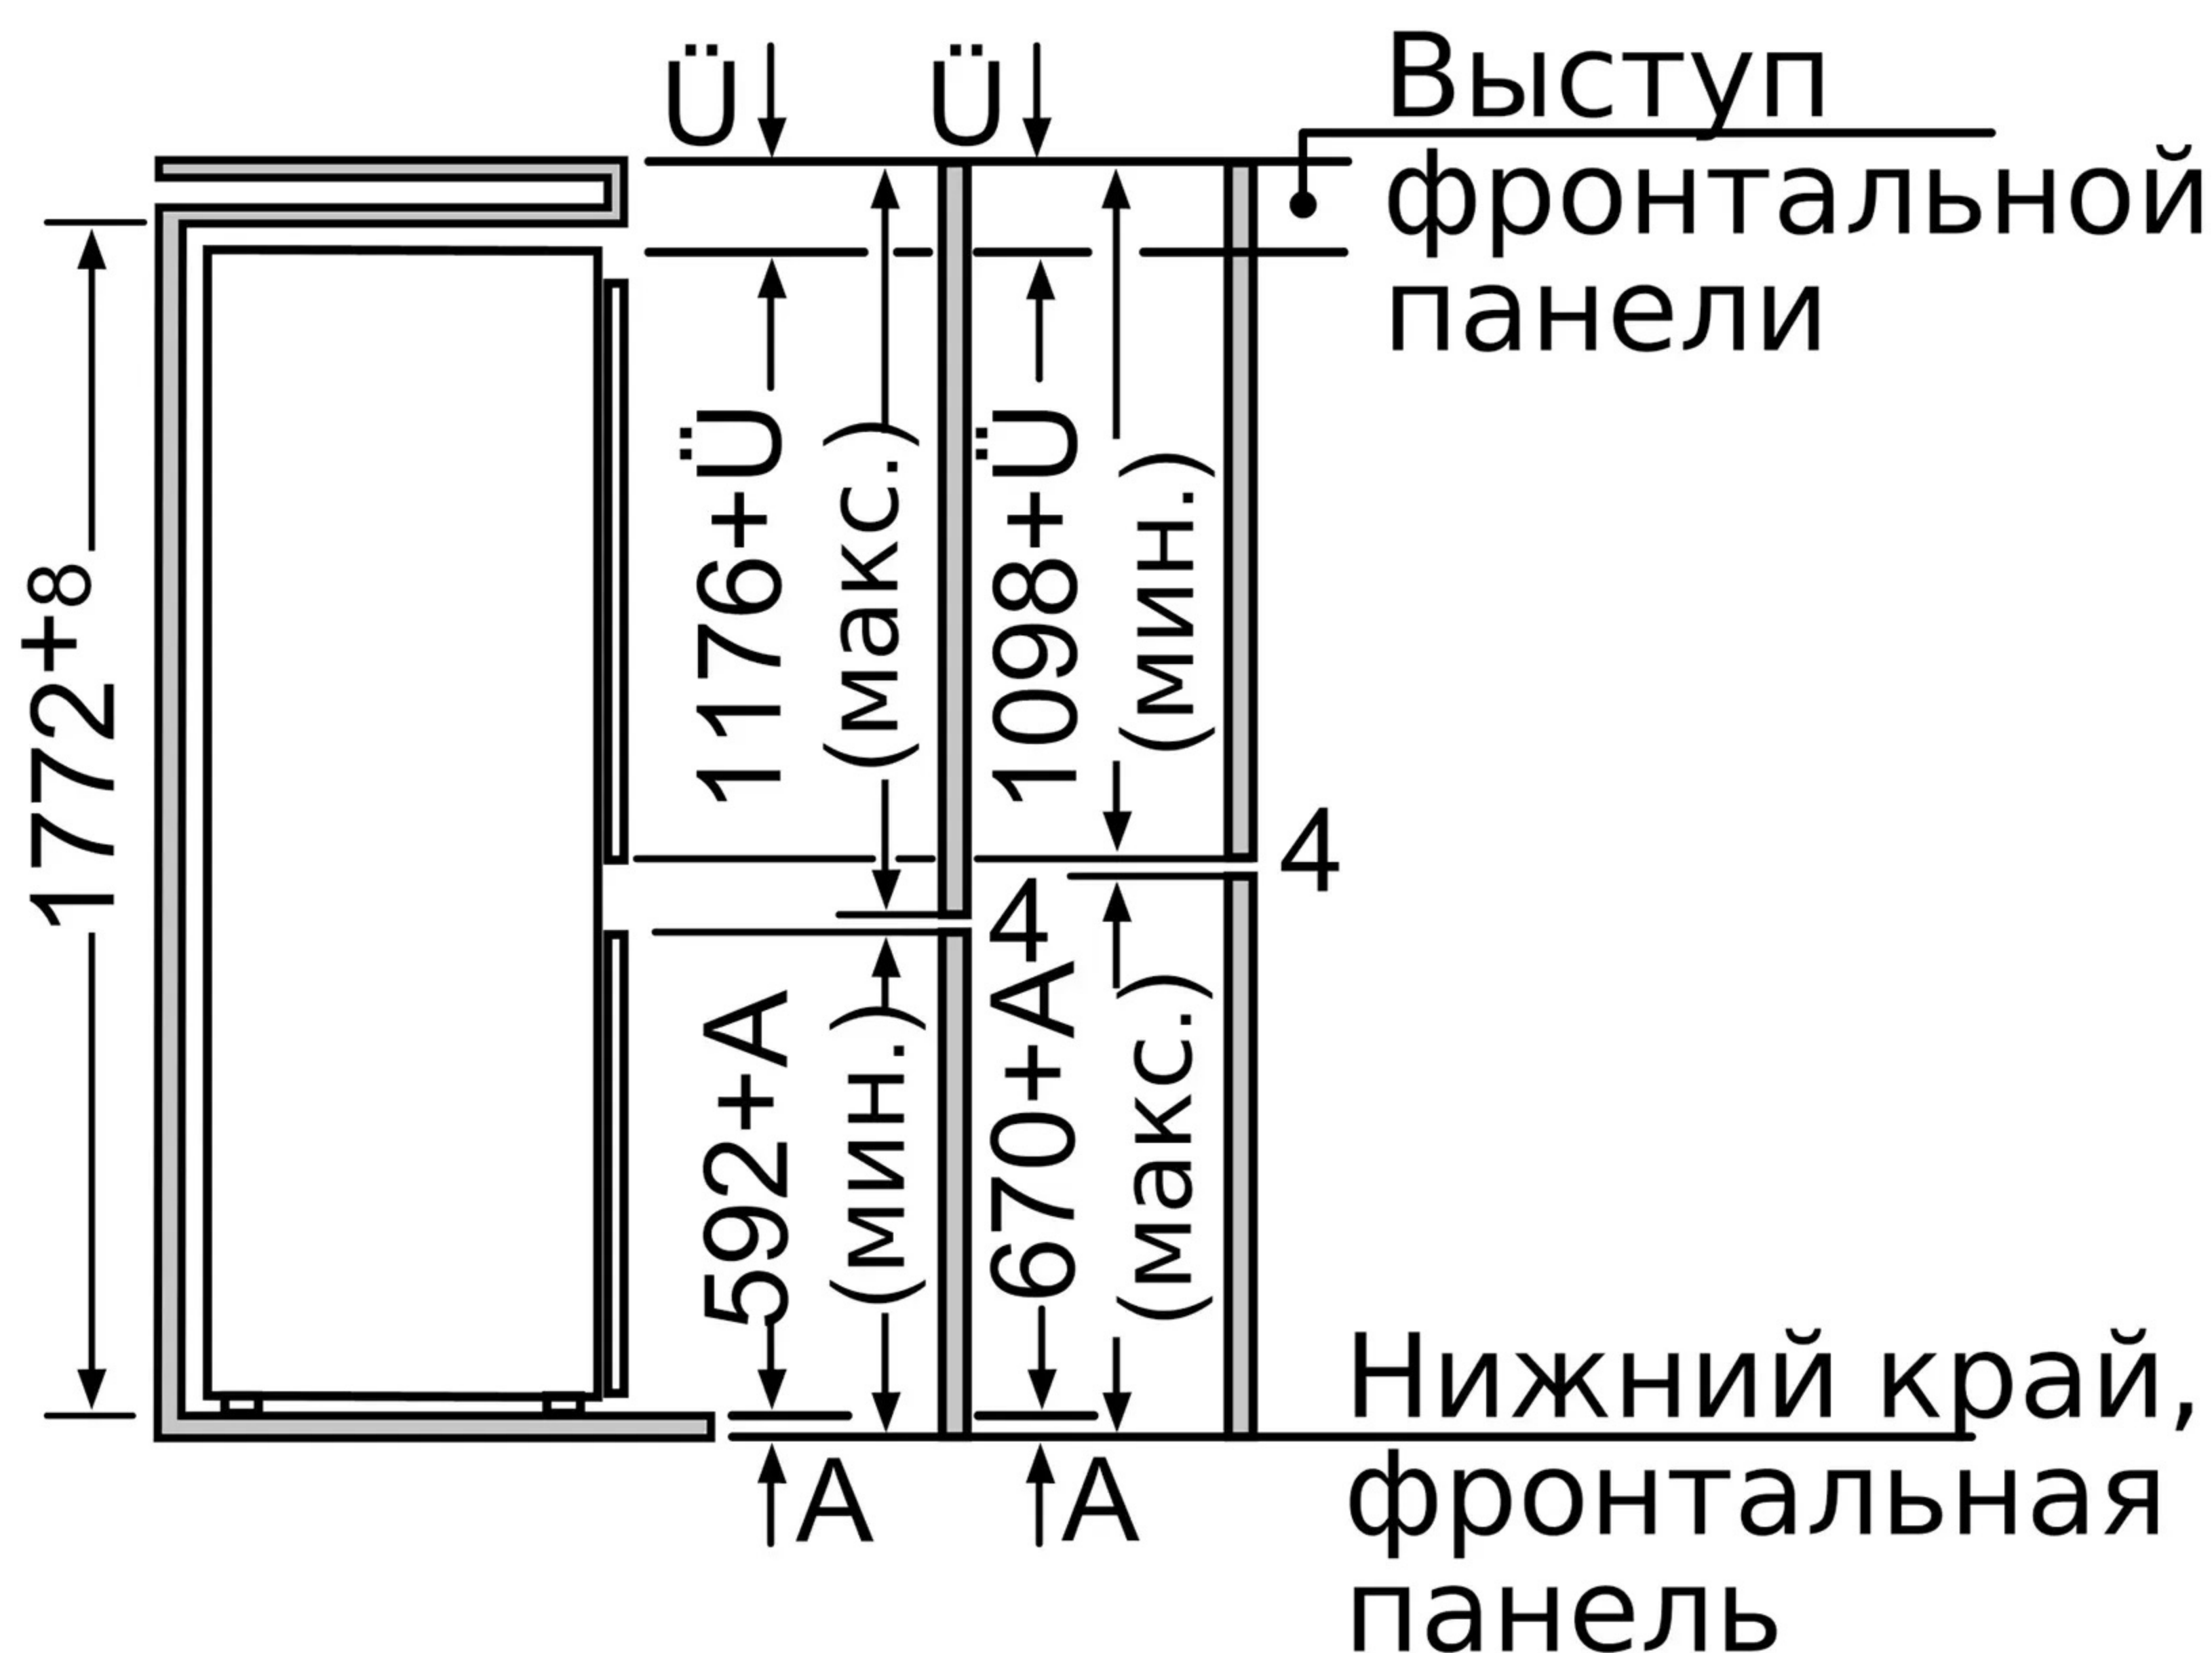 Ü
Ü
Выступ
фронтальной
панели
1772+8
1176+Ü
(макс.)
1098+Ü
(мин.)
4
4
592+A
(мин.)
670+A
(макс.)
A
A
Нижний край,
фронтальная
панель